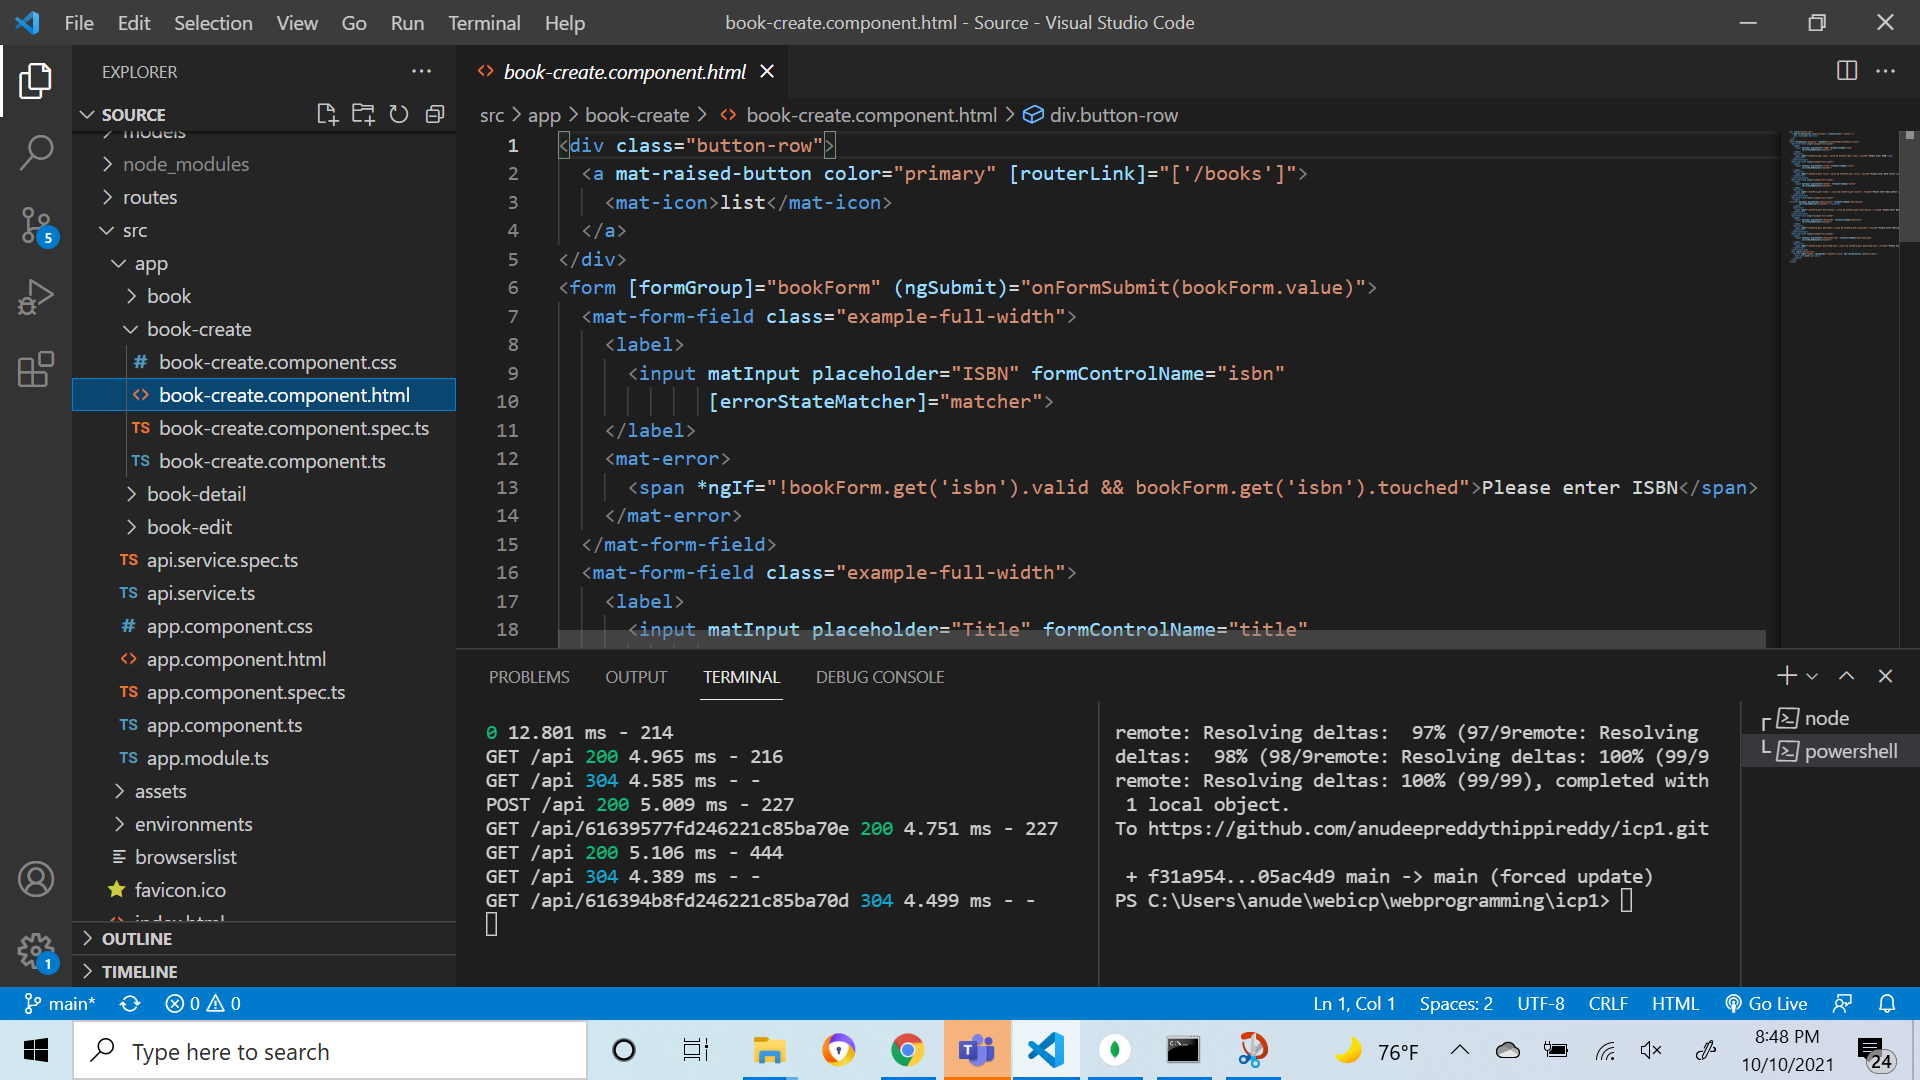 File Edit Selection View Go Run Terminal Help
book-create.component.html - Source - Visual Studio Code
EXPLORER
SOURCE
models
node_modules
routes
src
app
book
book-create
# book-create.component.css
<> book-create.component.html
TS book-create.component.spec.ts
TS book-create.component.ts
book-detail
book-edit
TS api.service.spec.ts
TS api.service.ts
# app.component.css
<> app.component.html
TS app.component.spec.ts
TS app.component.ts
TS app.module.ts
assets
environments
browserslist
favicon.ico
index.html
OUTLINE
TIMELINE
5
1
<> book-create.component.html
src > app > book-create > <> book-create.component.html > div.button-row
1 <div class="button-row">
2 <a mat-raised-button color="primary" [routerLink]="['/books']">
3 <mat-icon>list</mat-icon>
4 </a>
5 </div>
6 <form [formGroup]="bookForm" (ngSubmit)="onFormSubmit(bookForm.value)">
7 <mat-form-field class="example-full-width">
8 <label>
9 <input matInput placeholder="ISBN" formControlName="isbn"
10 [errorStateMatcher]="matcher">
11 </label>
12 <mat-error>
13 <span *ngIf="!bookForm.get('isbn').valid && bookForm.get('isbn').touched">Please enter ISBN</span>
14 </mat-error>
15 </mat-form-field>
16 <mat-form-field class="example-full-width">
17 <label>
18 <input matInput placeholder="Title" formControlName="title"
PROBLEMS OUTPUT TERMINAL DEBUG CONSOLE
0 12.801 ms - 214
GET /api 200 4.965 ms - 216
GET /api 304 4.585 ms - -
POST /api 200 5.009 ms - 227
GET /api/61639577fd246221c85ba70e 200 4.751 ms - 227
GET /api 200 5.106 ms - 444
GET /api 304 4.389 ms - -
GET /api/616394b8fd246221c85ba70d 304 4.499 ms - -
remote: Resolving deltas:  97% (97/9remote: Resolving
deltas:  98% (98/9remote: Resolving deltas: 100% (99/9
remote: Resolving deltas: 100% (99/99), completed with
1 local object.
To https://github.com/anudeepreddythippireddy/icp1.git
+ f31a954...05ac4d9 main -> main (forced update)
PS C:\Users\anude\webicp\webprogramming\icp1>
node
powershell
main* 0 0 Ln 1, Col 1 Spaces: 2 UTF-8 CRLF HTML Go Live
Type here to search
76°F
8:48 PM
10/10/2021
24